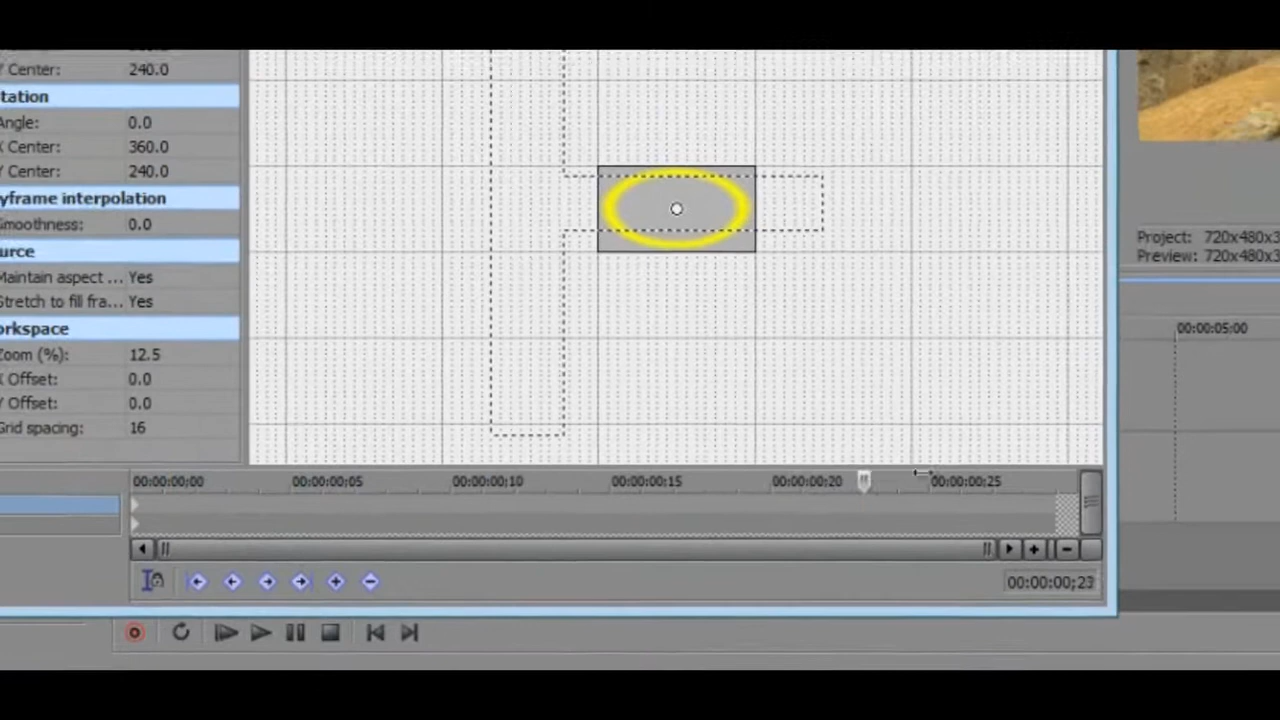 Y Center: 240.0
tation
Angle: 0.0
X Center: 360.0
Y Center: 240.0
yframe interpolation
Smoothness: 0.0
urce
Maintain aspect ... Yes
Stretch to fill fra... Yes
orkspace
Zoom (%): 12.5
X Offset: 0.0
Y Offset: 0.0
Grid spacing: 16
Project: 720x480x3
Preview: 720x480x3
00:00:05:00
00:00:00;00 00:00:00;05 00:00:00;10 00:00:00;15 00:00:00;20 00:00:00;25
00:00:00;23